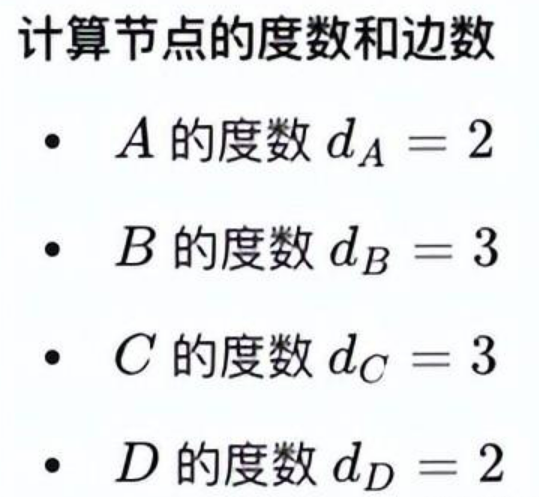 计算节点的度数和边数
• A 的度数 d_A = 2
• B 的度数 d_B = 3
• C 的度数 d_C = 3
• D 的度数 d_D = 2